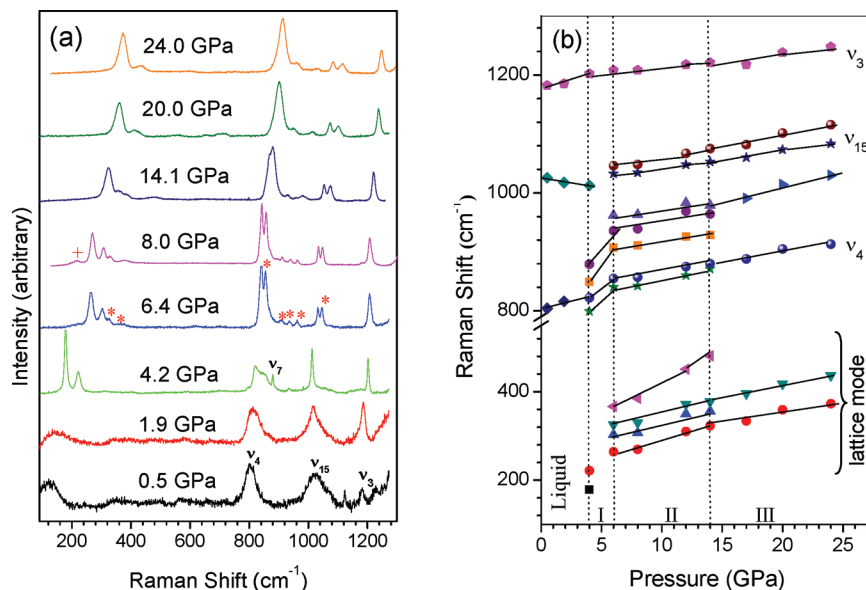 (a)
24.0 GPa
20.0 GPa
14.1 GPa
+
8.0 GPa
*
6.4 GPa
* * * * * *
4.2 GPa
ν7
1.9 GPa
0.5 GPa
ν4
ν15
ν3
Intensity (arbitrary)
200 400 600 800 1000 1200
Raman Shift (cm-1)
(b)
ν3
ν15
ν4
lattice mode
Liquid
I
II
III
1200
1000
800
400
200
Raman Shift (cm-1)
0 5 10 15 20 25
Pressure (GPa)